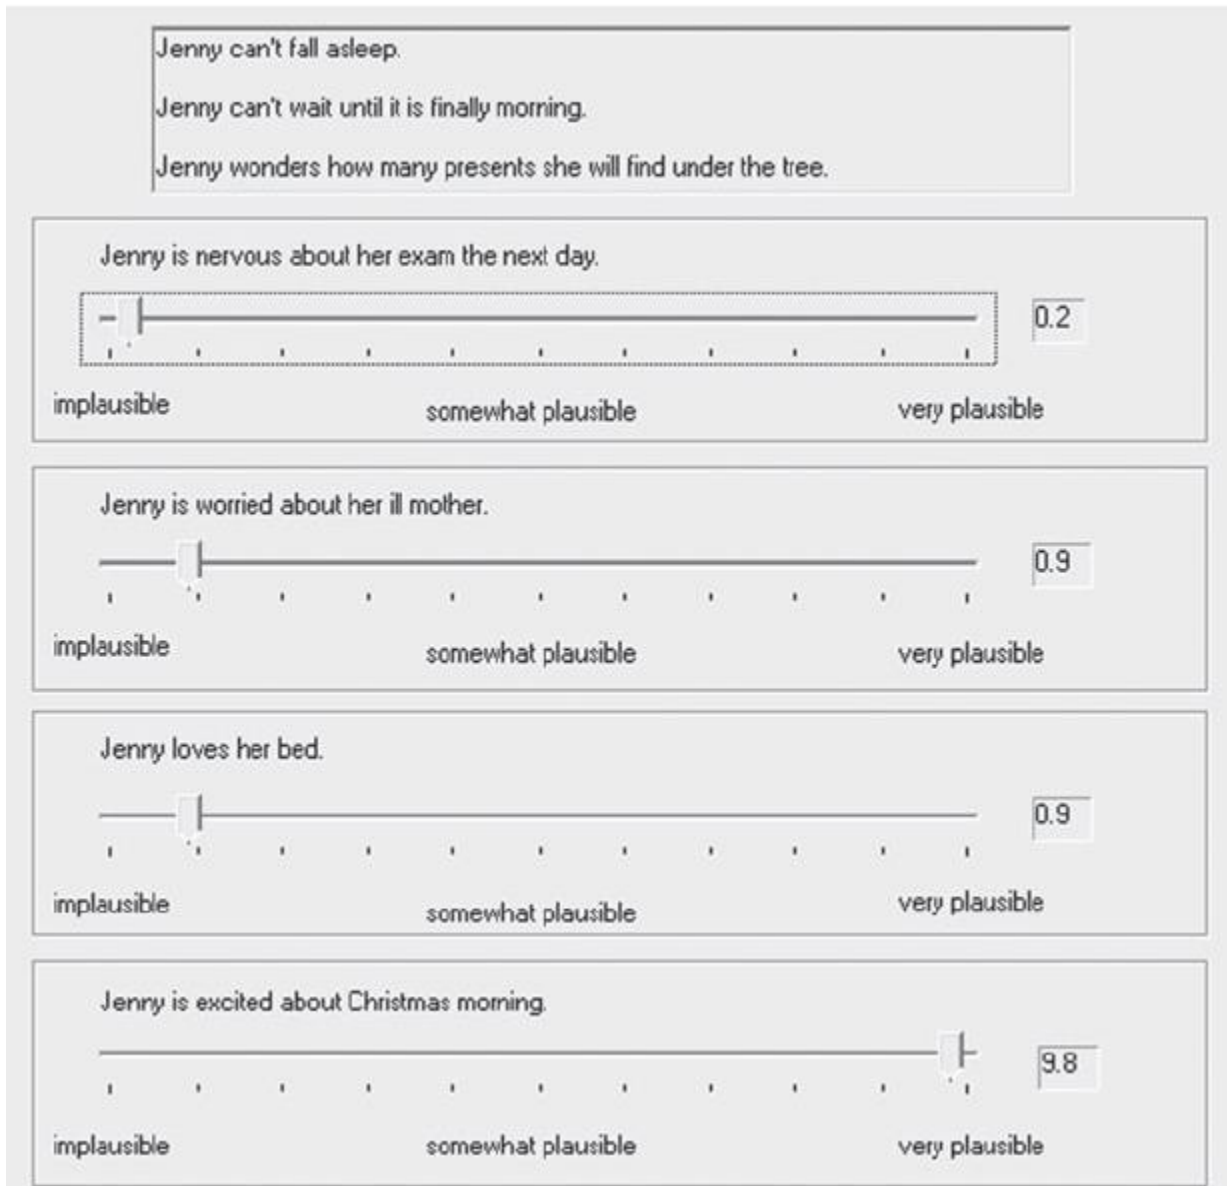 Jenny can't fall asleep.
Jenny can't wait until it is finally morning.
Jenny wonders how many presents she will find under the tree.
Jenny is nervous about her exam the next day.
0.2
implausible somewhat plausible very plausible
Jenny is worried about her ill mother.
0.9
implausible somewhat plausible very plausible
Jenny loves her bed.
0.9
implausible somewhat plausible very plausible
Jenny is excited about Christmas morning.
9.8
implausible somewhat plausible very plausible